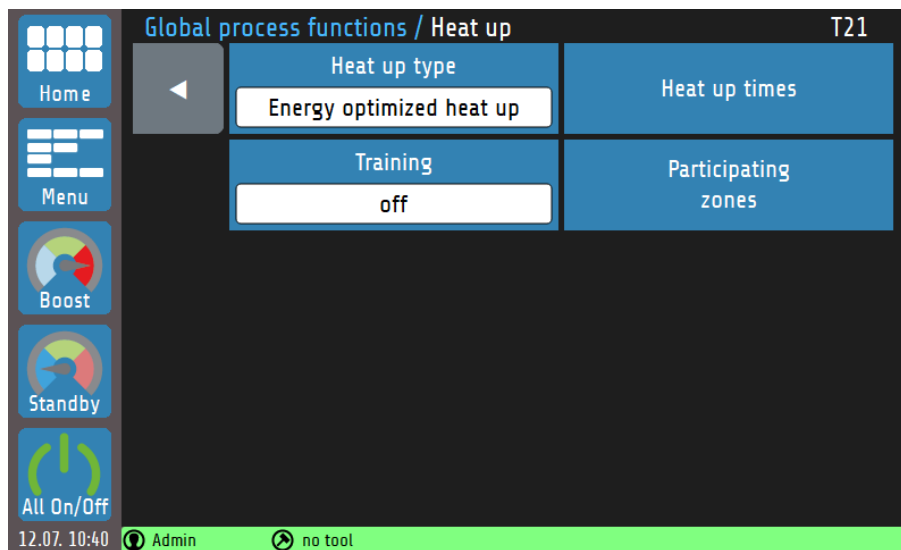 Global process functions / Heat up
T21
Home
Heat up type
Energy optimized heat up
Heat up times
Menu
Training
off
Participating
zones
Boost
Standby
All On/Off
12.07. 10:40
Admin
no tool